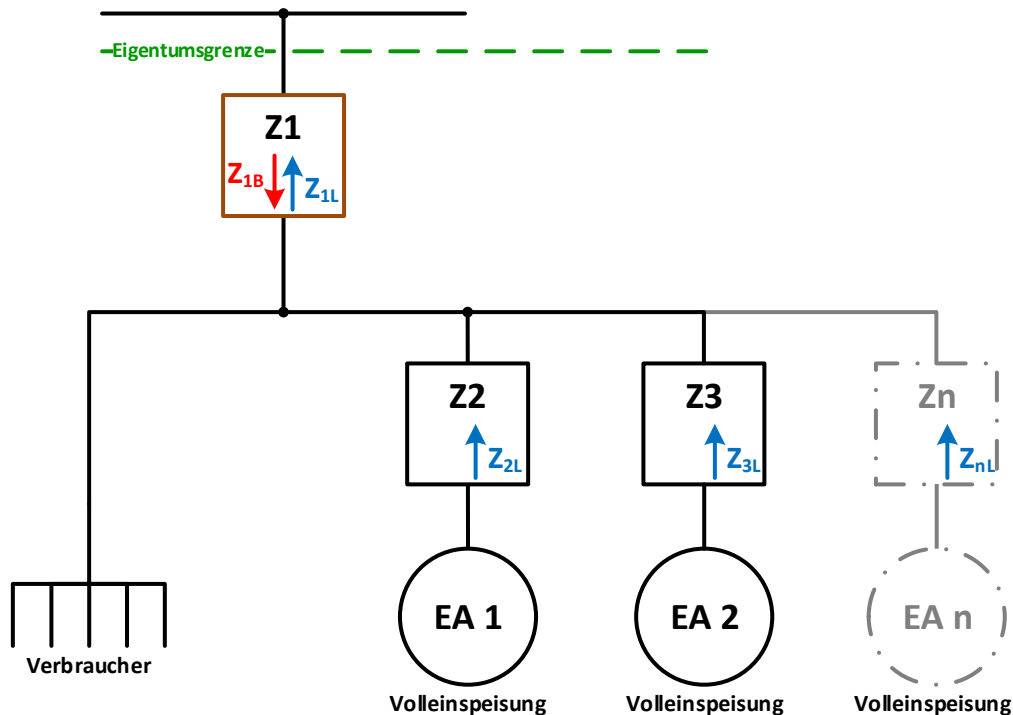 Eigentumsgrenze
Z1
Z1B
Z1L
Z2
Z3
Zn
Z2L
Z3L
ZnL
EA 1
EA 2
EA n
Verbraucher
Volleinspeisung
Volleinspeisung
Volleinspeisung